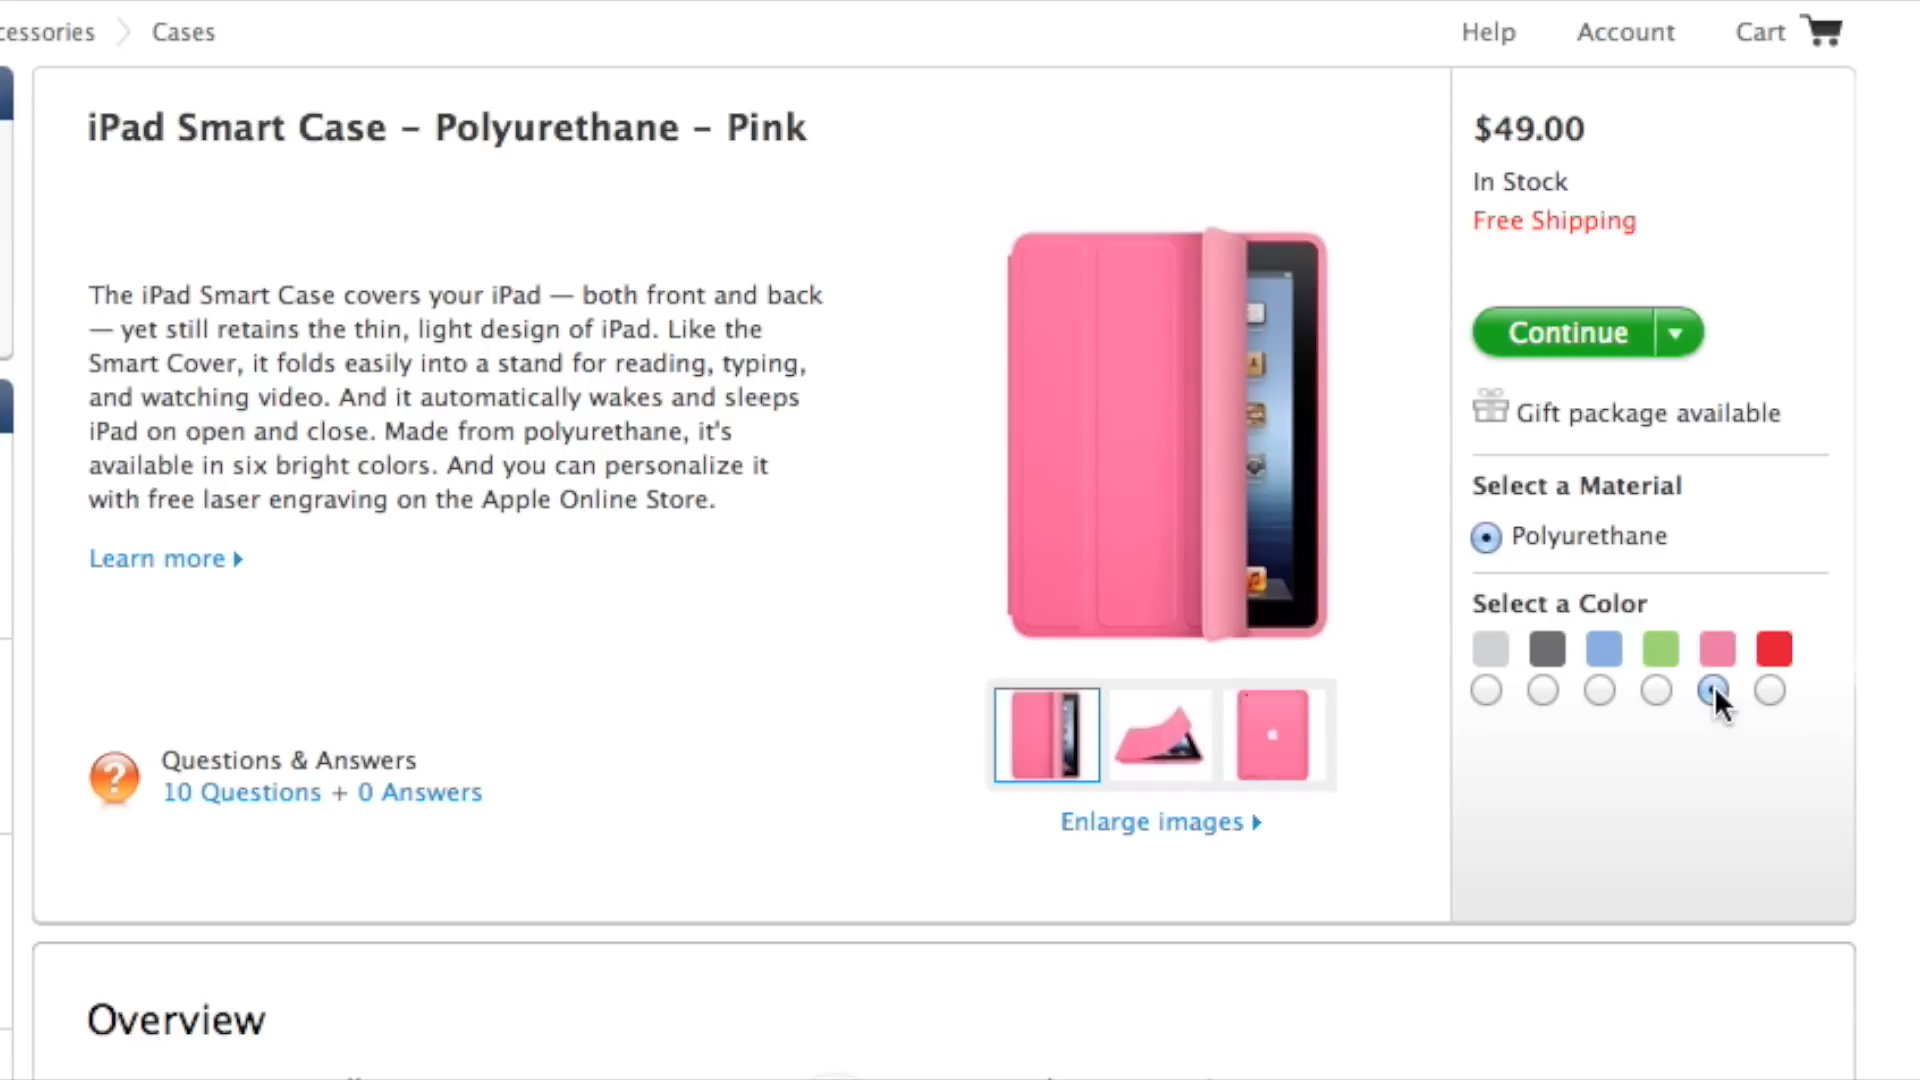 Cases
Help
Account
Cart
iPad Smart Case – Polyurethane – Pink
The iPad Smart Case covers your iPad — both front and back
— yet still retains the thin, light design of iPad. Like the
Smart Cover, it folds easily into a stand for reading, typing,
and watching video. And it automatically wakes and sleeps
iPad on open and close. Made from polyurethane, it's
available in six bright colors. And you can personalize it
with free laser engraving on the Apple Online Store.
Learn more
?
Questions & Answers
10 Questions + 0 Answers
Enlarge images
$49.00
In Stock
Free Shipping
Continue
Gift package available
Select a Material
Polyurethane
Select a Color
Overview